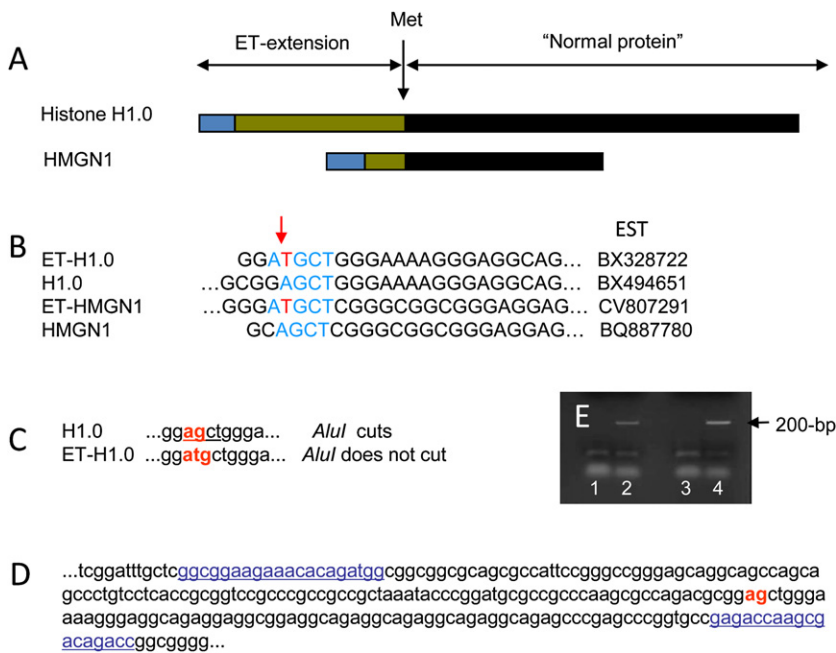 Met
ET-extension
“Normal protein”
A
Histone H1.0
HMGN1
B
EST
ET-H1.0 GGATGCTGGGAAAAGGGAGGCAG… BX328722
H1.0 …GCGGAGCTGGGAAAAGGGAGGCAG… BX494651
ET-HMGN1 …GGGATGCTCGGGCGGCGGGAGGAG… CV807291
HMGN1 GCAGCTCGGGCGGCGGGAGGAG… BQ887780
C
H1.0 …ggagctggga… AluI cuts
ET-H1.0 …ggatgctggga… AluI does not cut
E
200-bp
1 2 3 4
D
...tcggatttgctcggcggaagaaacacagatggcggcggcgcagcgccattccgggccgggagcaggcagccagca
gccctgtcctcaccgcggtccgcccgccgccgctaaatacccggatgcgccgcccaagcgccagacgcggagctggga
aaagggaggcagaggaggcggaggcagaggcagaggcagaggcagagcccgagcccggtgccgagaccaagcg
acagaccggcgggg...